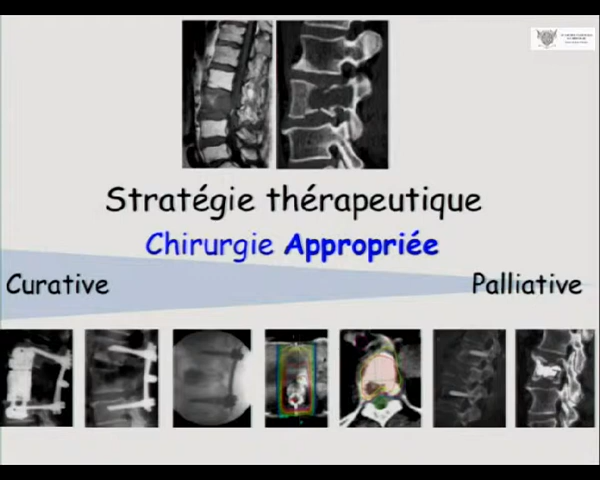 Stratégie thérapeutique
Chirurgie Appropriée
Curative
Palliative